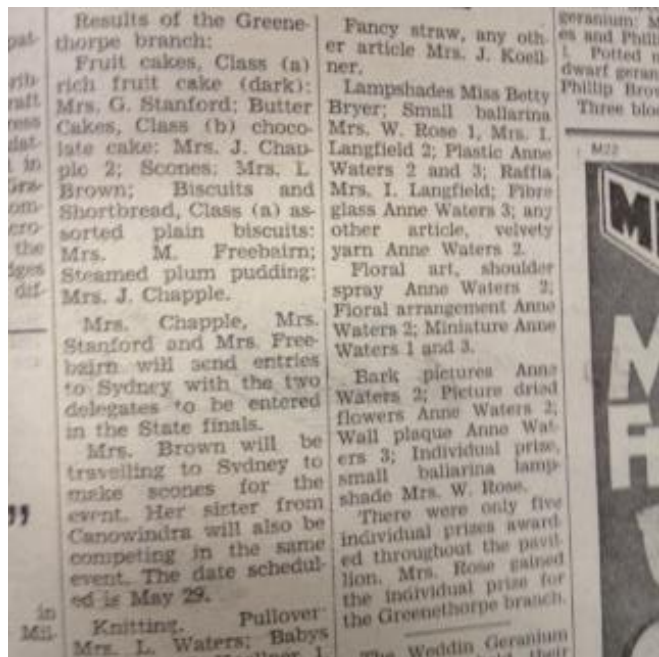 Results of the Greene-
thorpe branch:
Fruit cakes, Class (a)
rich fruit cake (dark):
Mrs. G. Stanford; Butter
Cakes, Class (b) choco-
late cake: Mrs. J. Chap-
ple 2; Scones: Mrs. L
Brown; Biscuits and
Shortbread, Class (a) as-
sorted plain biscuits:
Mrs. M. Freebairn;
Steamed plum pudding:
Mrs. J. Chapple.
Mrs. Chapple, Mrs.
Stanford and Mrs. Free-
bairn will send entries
to Sydney with the two
delegates to be entered
in the State finals.
Mrs. Brown will be
travelling to Sydney to
make scones for the
event. Her sister from
Canowindra will also be
competing in the same
event. The date schedul-
ed is May 29.
Knitting, Pullover
Mrs. L. Waters; Babys
Fancy straw, any oth-
er article Mrs. J. Koell-
ner.
Lampshades Miss Betty
Bryer; Small ballarina
Mrs. W. Rose 1, Mrs. I.
Langfield 2; Plastic Anne
Waters 2 and 3; Raffia
Mrs. I. Langfield; Fibre
glass Anne Waters 3; any
other article, velvety
yarn Anne Waters 2.
Floral art, shoulder
spray Anne Waters 2;
Floral arrangement Anne
Waters 2; Miniature Anne
Waters 1 and 3.
Bark pictures Anne
Waters 2; Picture dried
flowers Anne Waters 2;
Wall plaque Anne Wat-
ers 3; Individual prize,
small ballarina lamp-
shade Mrs. W. Rose.
There were only five
individual prizes award-
ed throughout the pavil-
lion. Mrs. Rose gained
the individual prize for
the Greenethorpe branch.
The Weddin Geranium
their
geranium: M
es and Phill
Potted
dwarf geran
Phillip Brow
Three bloo
M22